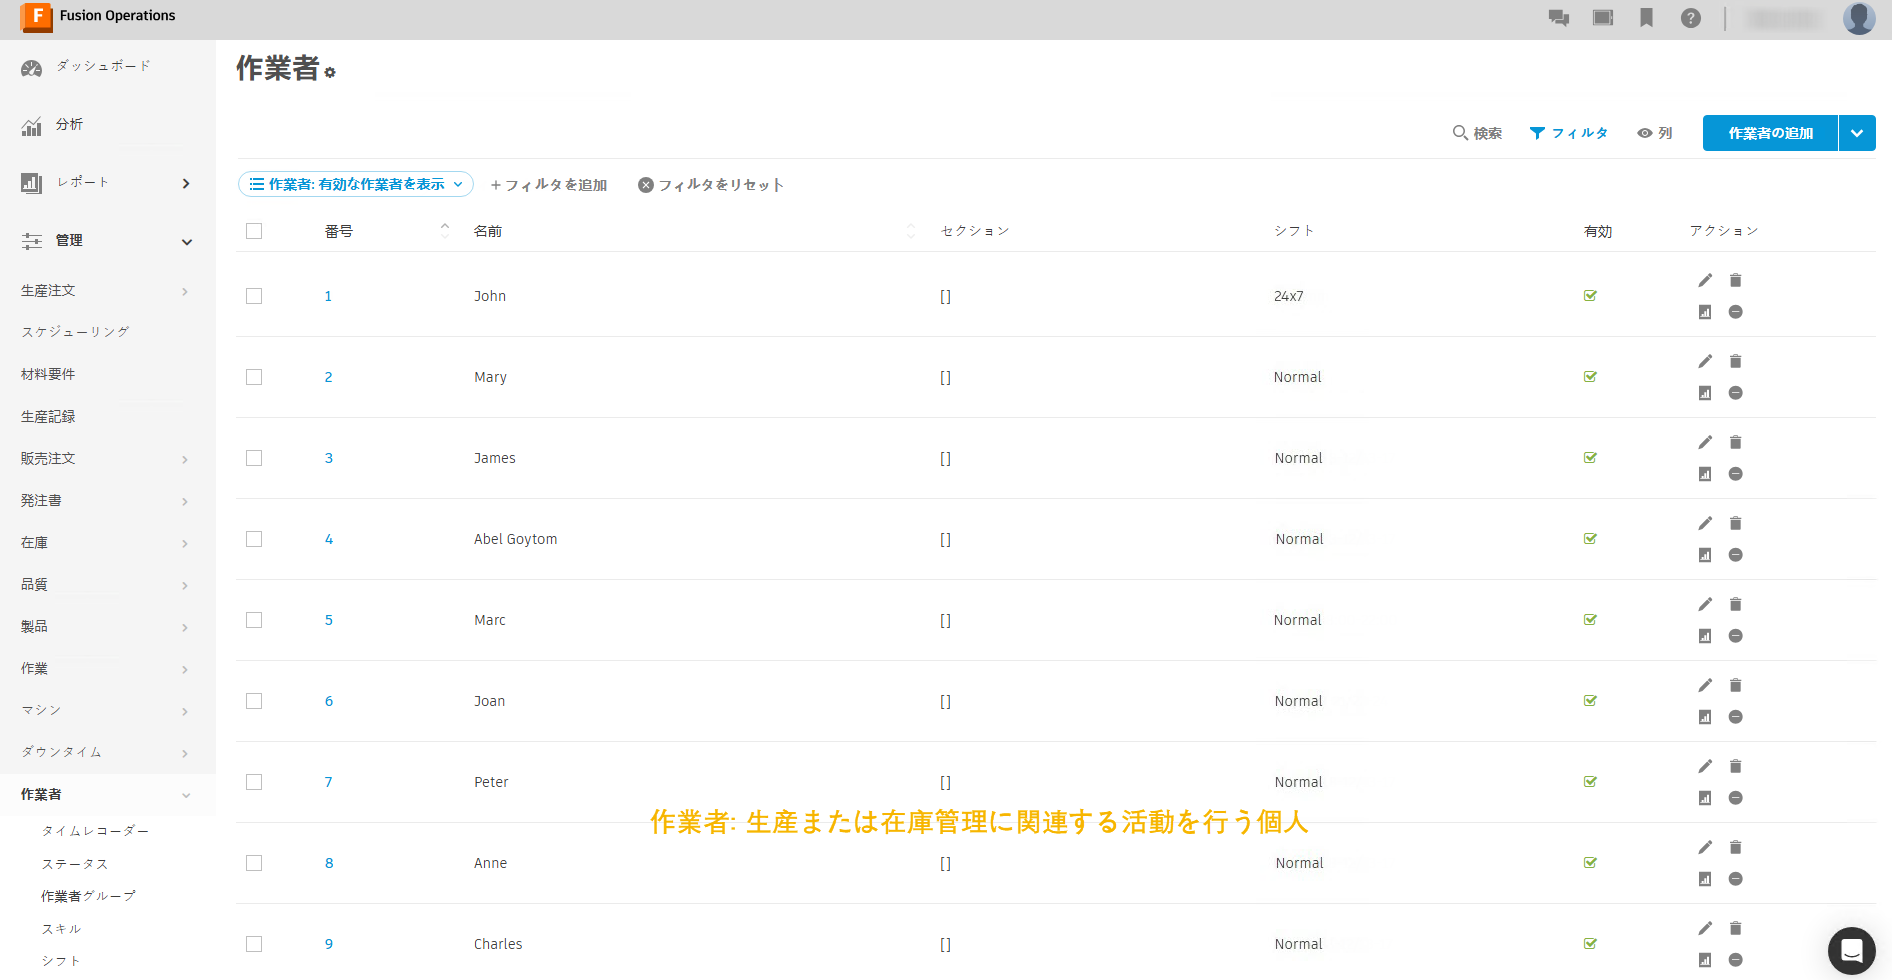 Fusion Operations
ダッシュボード
分析
レポート
管理
生産注文
スケジューリング
材料要件
生産記録
販売注文
発注書
在庫
品質
製品
作業
マシン
ダウンタイム
作業者
タイムレコーダー
ステータス
作業者グループ
スキル
シフト
作業者
検索 フィルタ 列 作業者の追加
作業者: 有効な作業者を表示 + フィルタを追加 フィルタをリセット
番号 名前 セクション シフト 有効 アクション
1 John [] 24x7
2 Mary [] Normal
3 James [] Normal
4 Abel Goytom [] Normal
5 Marc [] Normal
6 Joan [] Normal
7 Peter [] Normal
作業者: 生産または在庫管理に関連する活動を行う個人
8 Anne [] Normal
9 Charles [] Normal